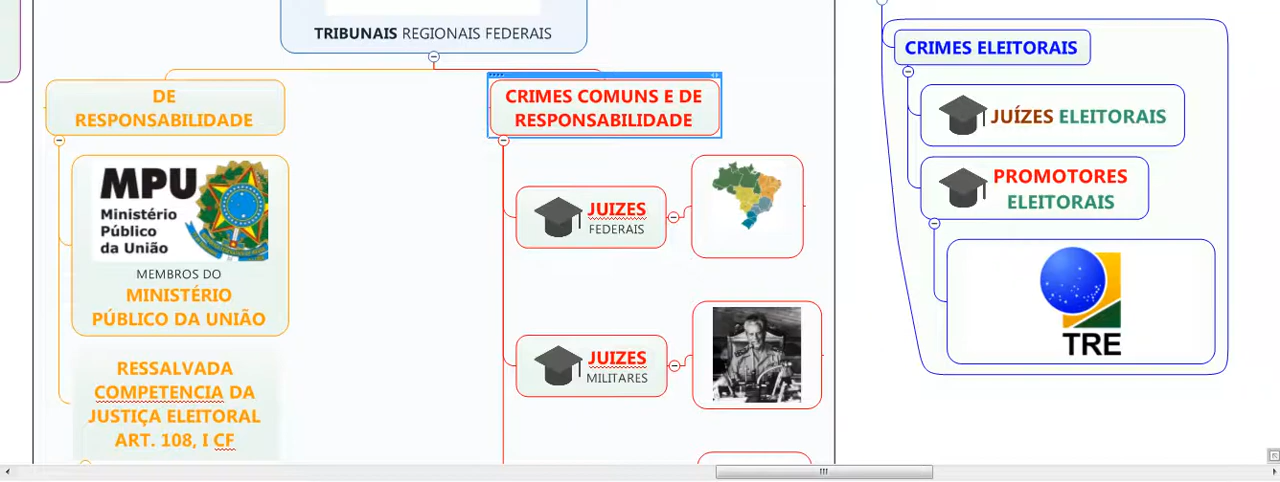 TRIBUNAIS REGIONAIS FEDERAIS
DE
RESPONSABILIDADE
MPU
Ministério
Público
da União
MEMBROS DO
MINISTÉRIO
PÚBLICO DA UNIÃO
RESSALVADA
COMPETENCIA DA
JUSTIÇA ELEITORAL
ART. 108, I CF
CRIMES COMUNS E DE
RESPONSABILIDADE
JUIZES
FEDERAIS
JUIZES
MILITARES
CRIMES ELEITORAIS
JUÍZES ELEITORAIS
PROMOTORES
ELEITORAIS
TRE